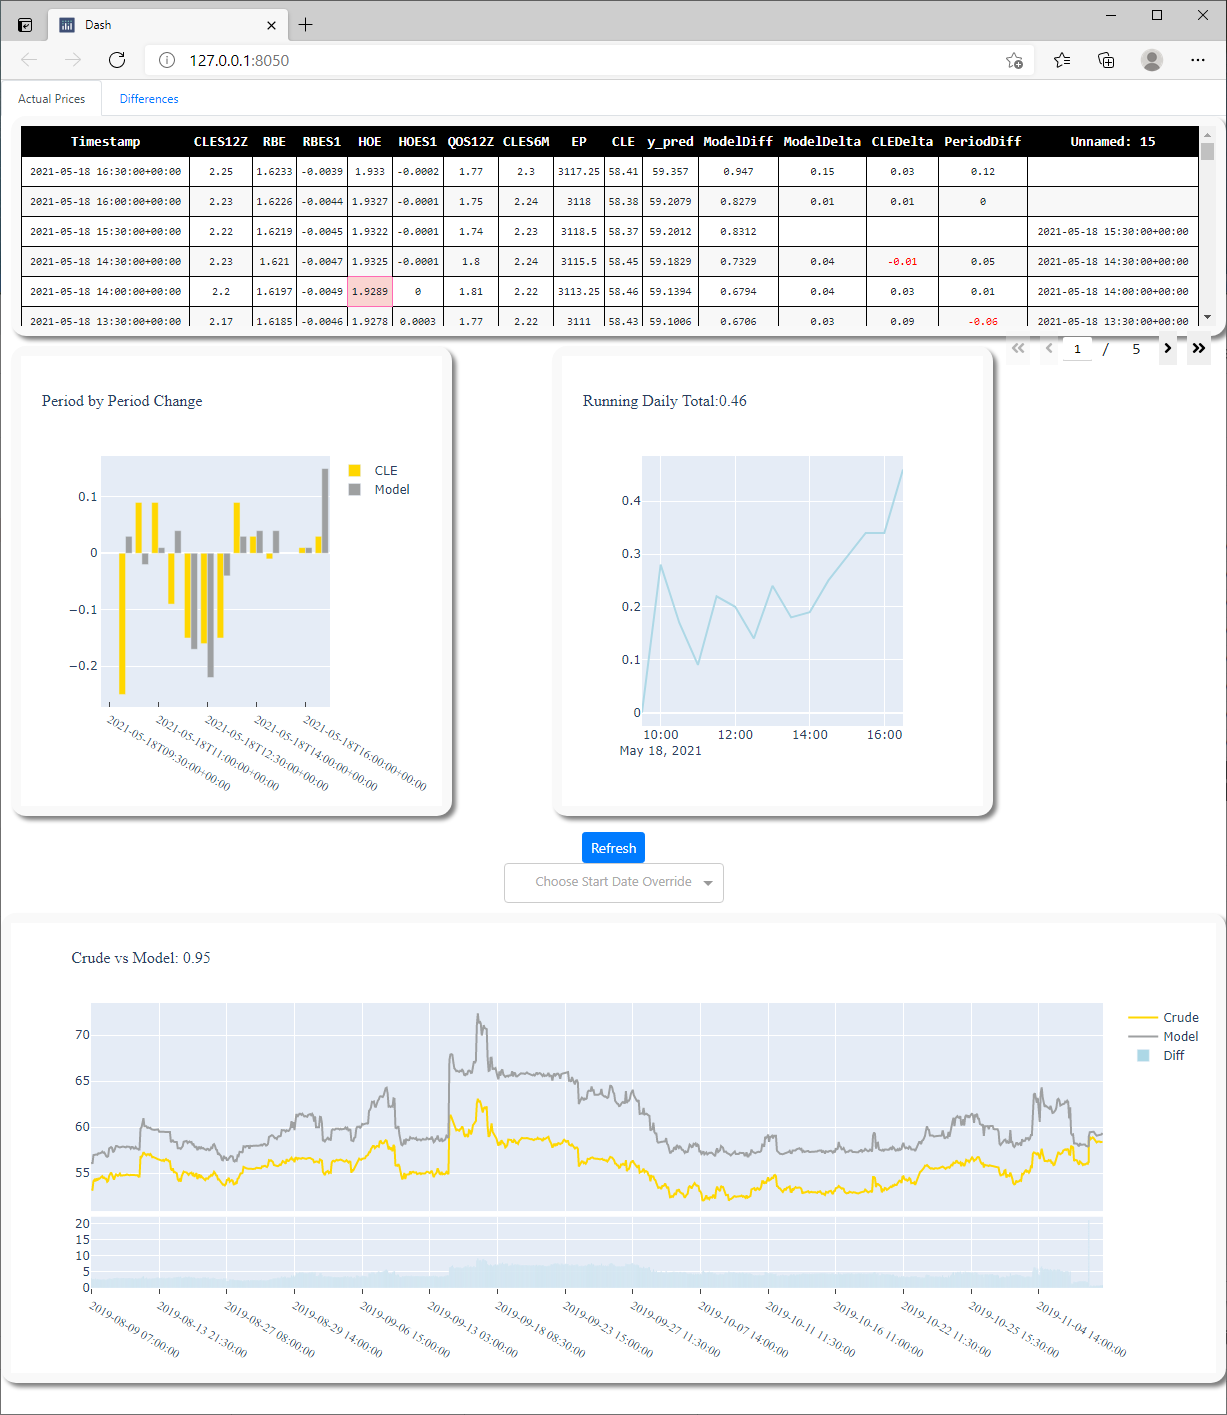 Dash
127.0.0.1:8050
Actual Prices Differences
Timestamp CLES12Z RBE RBES1 HOE HOES1 QOS12Z CLES6M EP CLE y_pred ModelDiff ModelDelta CLEDelta PeriodDiff Unnamed: 15
2021-05-18 16:30:00+00:00 2.25 1.6233 -0.0039 1.933 -0.0002 1.77 2.3 3117.25 58.41 59.357 0.947 0.15 0.03 0.12
2021-05-18 16:00:00+00:00 2.23 1.6226 -0.0044 1.9327 -0.0001 1.75 2.24 3118 58.38 59.2079 0.8279 0.01 0.01 0
2021-05-18 15:30:00+00:00 2.22 1.6219 -0.0045 1.9322 -0.0001 1.74 2.23 3118.5 58.37 59.2012 0.8312 2021-05-18 15:30:00+00:00
2021-05-18 14:30:00+00:00 2.23 1.621 -0.0047 1.9325 -0.0001 1.8 2.24 3115.5 58.45 59.1829 0.7329 0.04 -0.01 0.05 2021-05-18 14:30:00+00:00
2021-05-18 14:00:00+00:00 2.2 1.6197 -0.0049 1.9289 0 1.81 2.22 3113.25 58.46 59.1394 0.6794 0.04 0.03 0.01 2021-05-18 14:00:00+00:00
2021-05-18 13:30:00+00:00 2.17 1.6185 -0.0046 1.9278 0.0003 1.77 2.22 3111 58.43 59.1006 0.6706 0.03 0.09 -0.06 2021-05-18 13:30:00+00:00
1 / 5
Period by Period Change
CLE
Model
0.1
0
−0.1
−0.2
2021-05-18T09:30:00+00:00
2021-05-18T11:00:00+00:00
2021-05-18T12:30:00+00:00
2021-05-18T14:00:00+00:00
2021-05-18T16:00:00+00:00
Running Daily Total:0.46
0.4
0.3
0.2
0.1
0
10:00 12:00 14:00 16:00
May 18, 2021
Refresh
Choose Start Date Override
Crude vs Model: 0.95
Crude
Model
Diff
70
65
60
55
20
15
10
5
0
2019-08-09 07:00:00
2019-08-13 21:30:00
2019-08-27 08:00:00
2019-08-29 14:00:00
2019-09-06 15:00:00
2019-09-13 03:00:00
2019-09-18 08:30:00
2019-09-23 15:00:00
2019-09-27 11:30:00
2019-10-07 14:00:00
2019-10-11 11:30:00
2019-10-16 11:00:00
2019-10-22 11:30:00
2019-10-25 15:30:00
2019-11-04 14:00:00